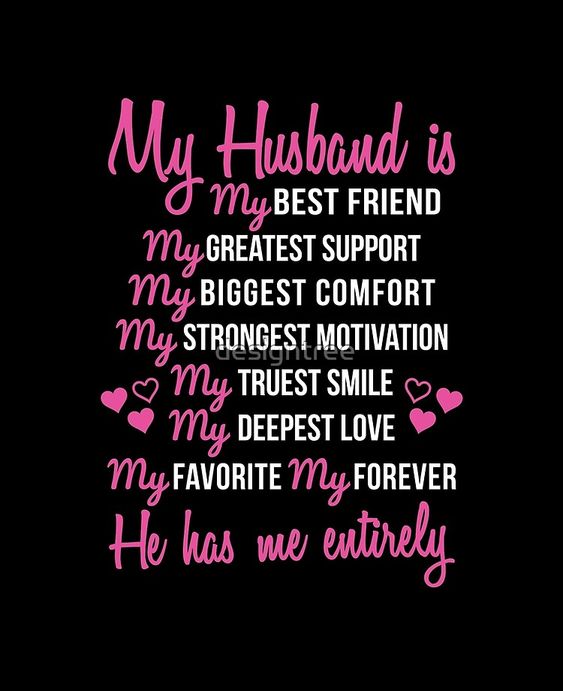 My Husband is
My BEST FRIEND
My GREATEST SUPPORT
My BIGGEST COMFORT
My STRONGEST MOTIVATION
designtree
My TRUEST SMILE
My DEEPEST LOVE
My FAVORITE My FOREVER
He has me entirely